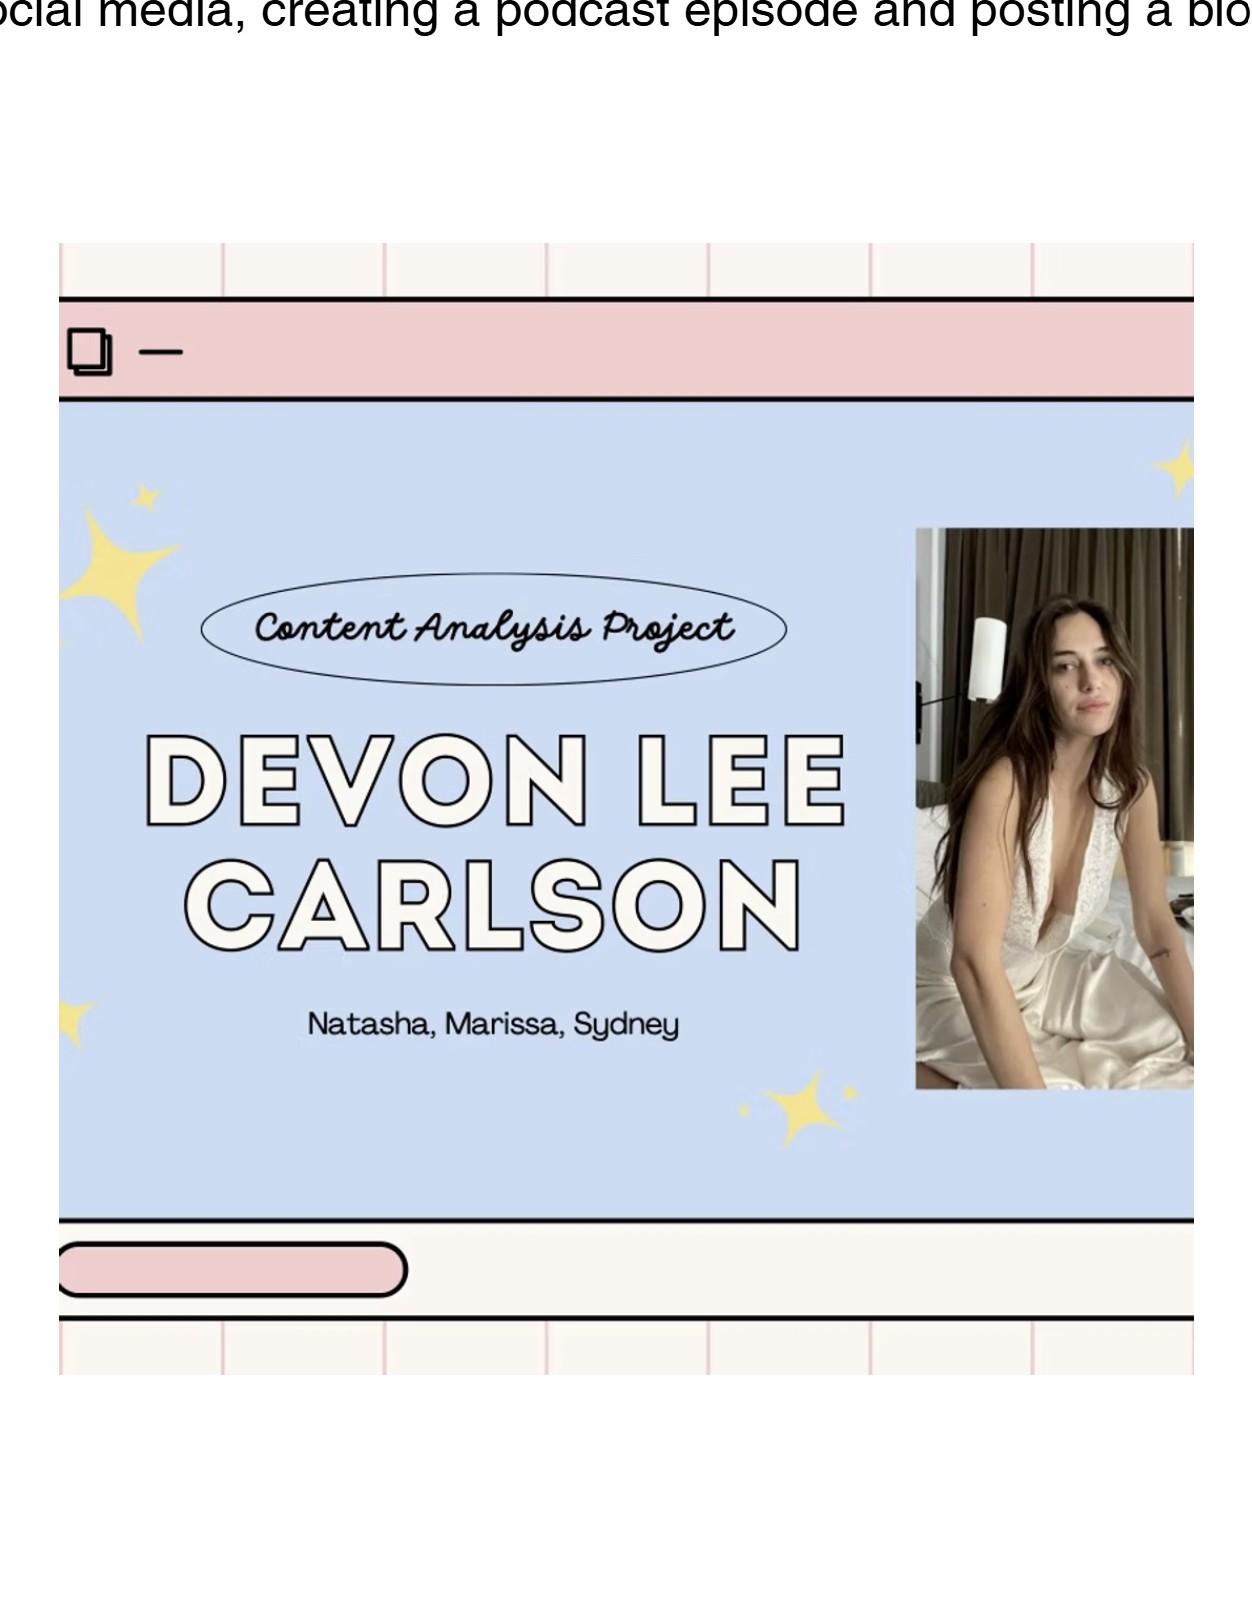 ocial media, creating a podcast episode and posting a blo
Content Analysis Project
DEVON LEE
CARLSON
Natasha, Marissa, Sydney